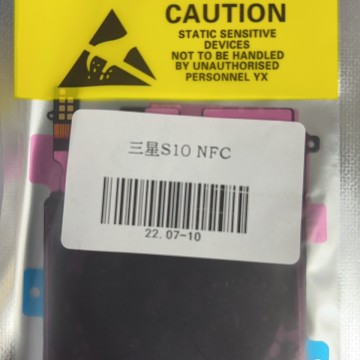 CAUTION
STATIC SENSITIVE
DEVICES
NOT TO BE HANDLED
BY UNAUTHORISED
PERSONNEL YX
三星S10 NFC
22.07-10